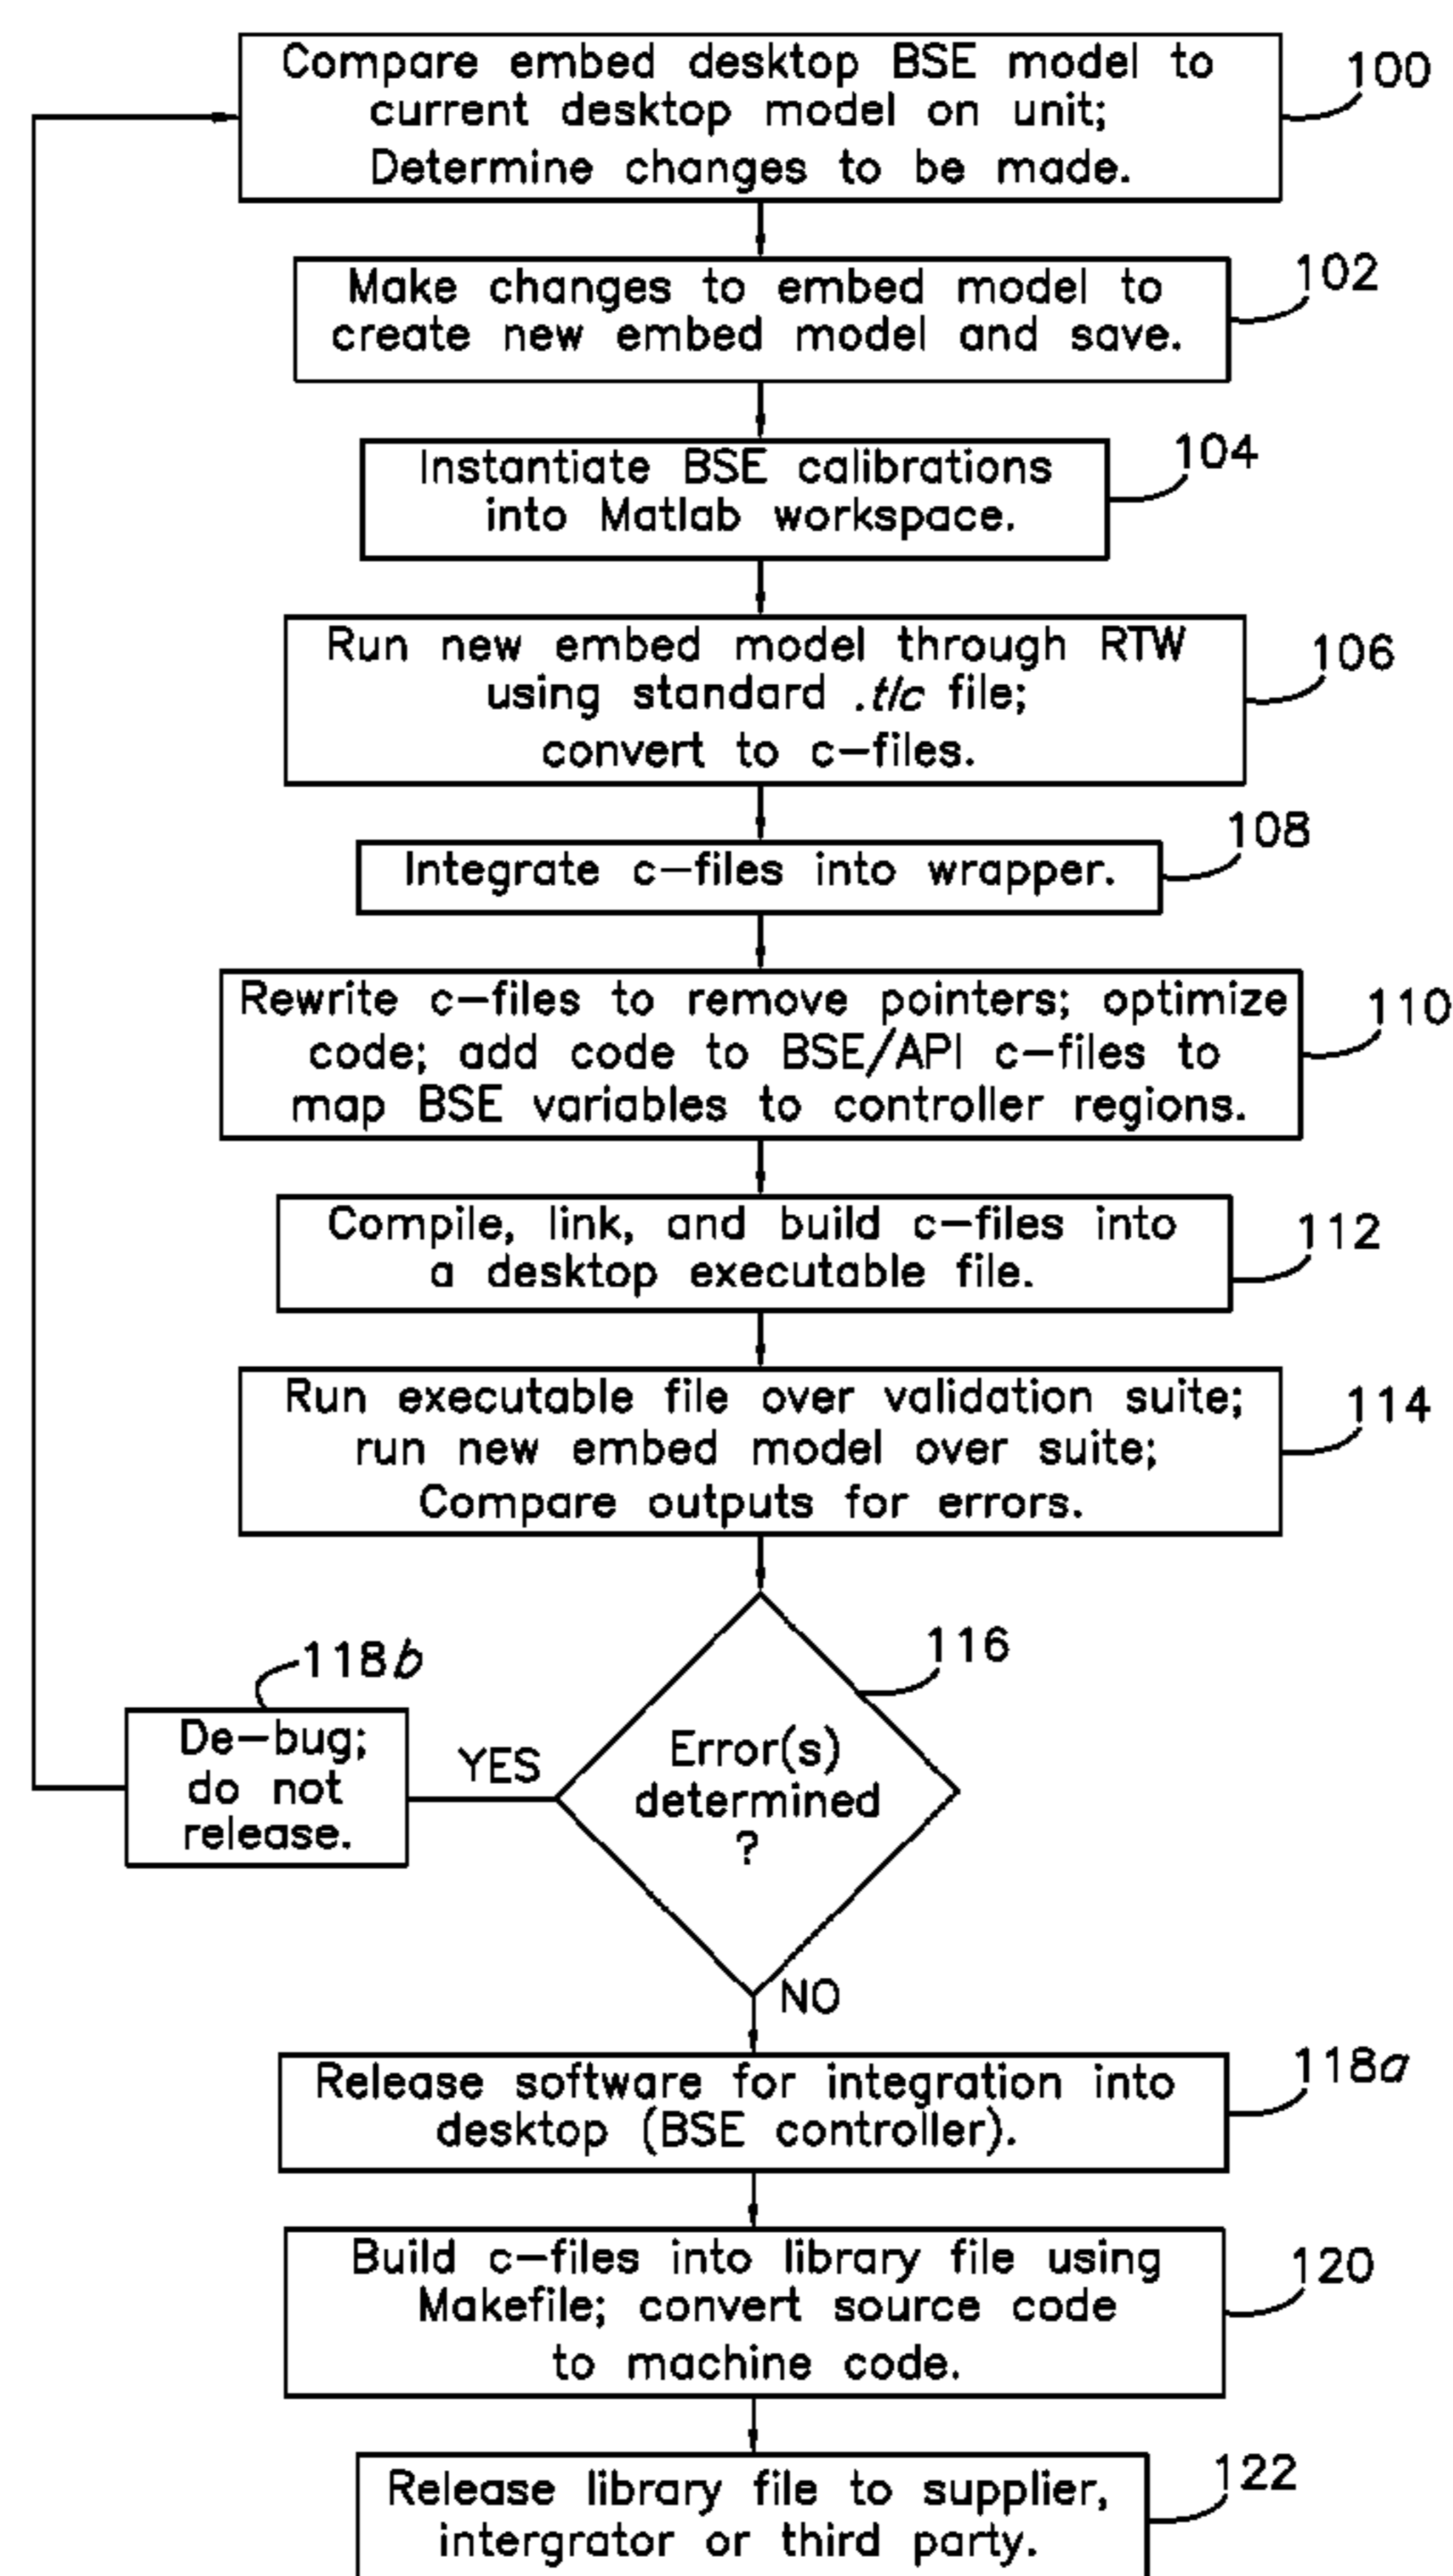 Compare embed desktop BSE model to
current desktop model on unit;
Determine changes to be made.
100
Make changes to embed model to
create new embed model and save.
102
Instantiate BSE calibrations
into Matlab workspace.
104
Run new embed model through RTW
using standard .tlc file;
convert to c-files.
106
Integrate c-files into wrapper.
108
Rewrite c-files to remove pointers; optimize
code; add code to BSE/API c-files to
map BSE variables to controller regions.
110
Compile, link, and build c-files into
a desktop executable file.
112
Run executable file over validation suite;
run new embed model over suite;
Compare outputs for errors.
114
116
Error(s)
determined
?
YES
118b
De-bug;
do not
release.
NO
Release software for integration into
desktop (BSE controller).
118a
Build c-files into library file using
Makefile; convert source code
to machine code.
120
Release library file to supplier,
intergrator or third party.
122